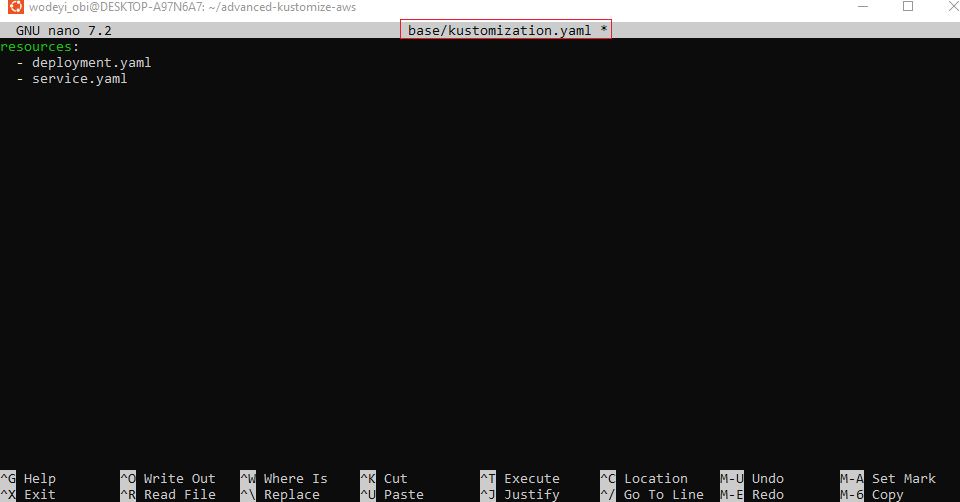 wodeyi_obi@DESKTOP-A97N6A7: ~/advanced-kustomize-aws
GNU nano 7.2 base/kustomization.yaml *
resources:
  - deployment.yaml
  - service.yaml
^G Help ^O Write Out ^W Where Is ^K Cut ^T Execute ^C Location M-U Undo M-A Set Mark
^X Exit ^R Read File ^\ Replace ^U Paste ^J Justify ^/ Go To Line M-E Redo M-6 Copy